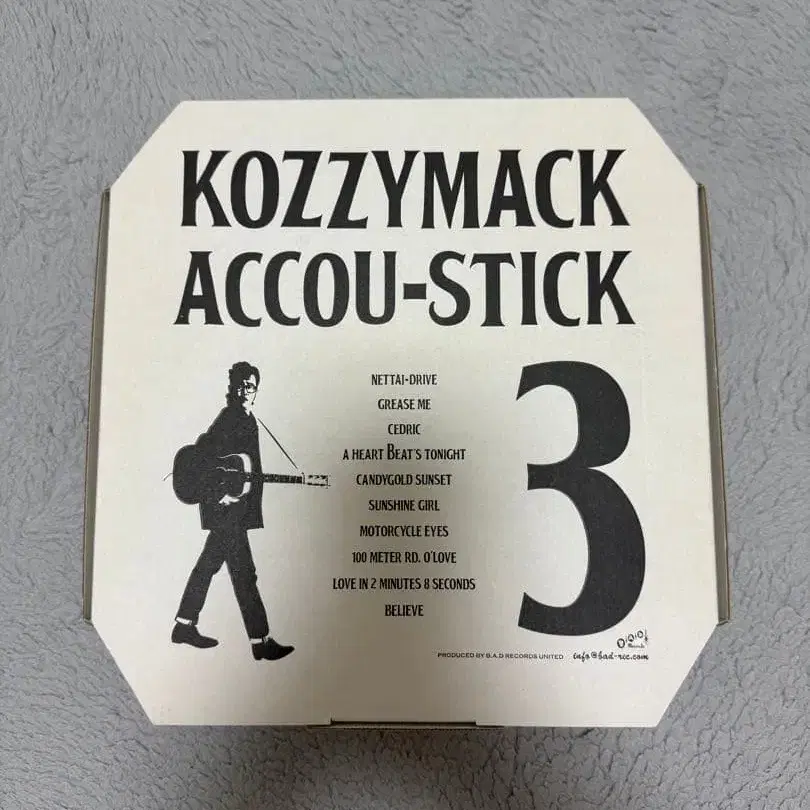 KOZZYMACK
ACCOU-STICK
3
NETTAI-DRIVE
GREASE ME
CEDRIC
A HEART BEAT'S TONIGHT
CANDYGOLD SUNSET
SUNSHINE GIRL
MOTORCYCLE EYES
100 METER RD. O'LOVE
LOVE IN 2 MINUTES 8 SECONDS
BELIEVE
PRODUCED BY B.A.D RECORDS UNITED info@bad-rec.com